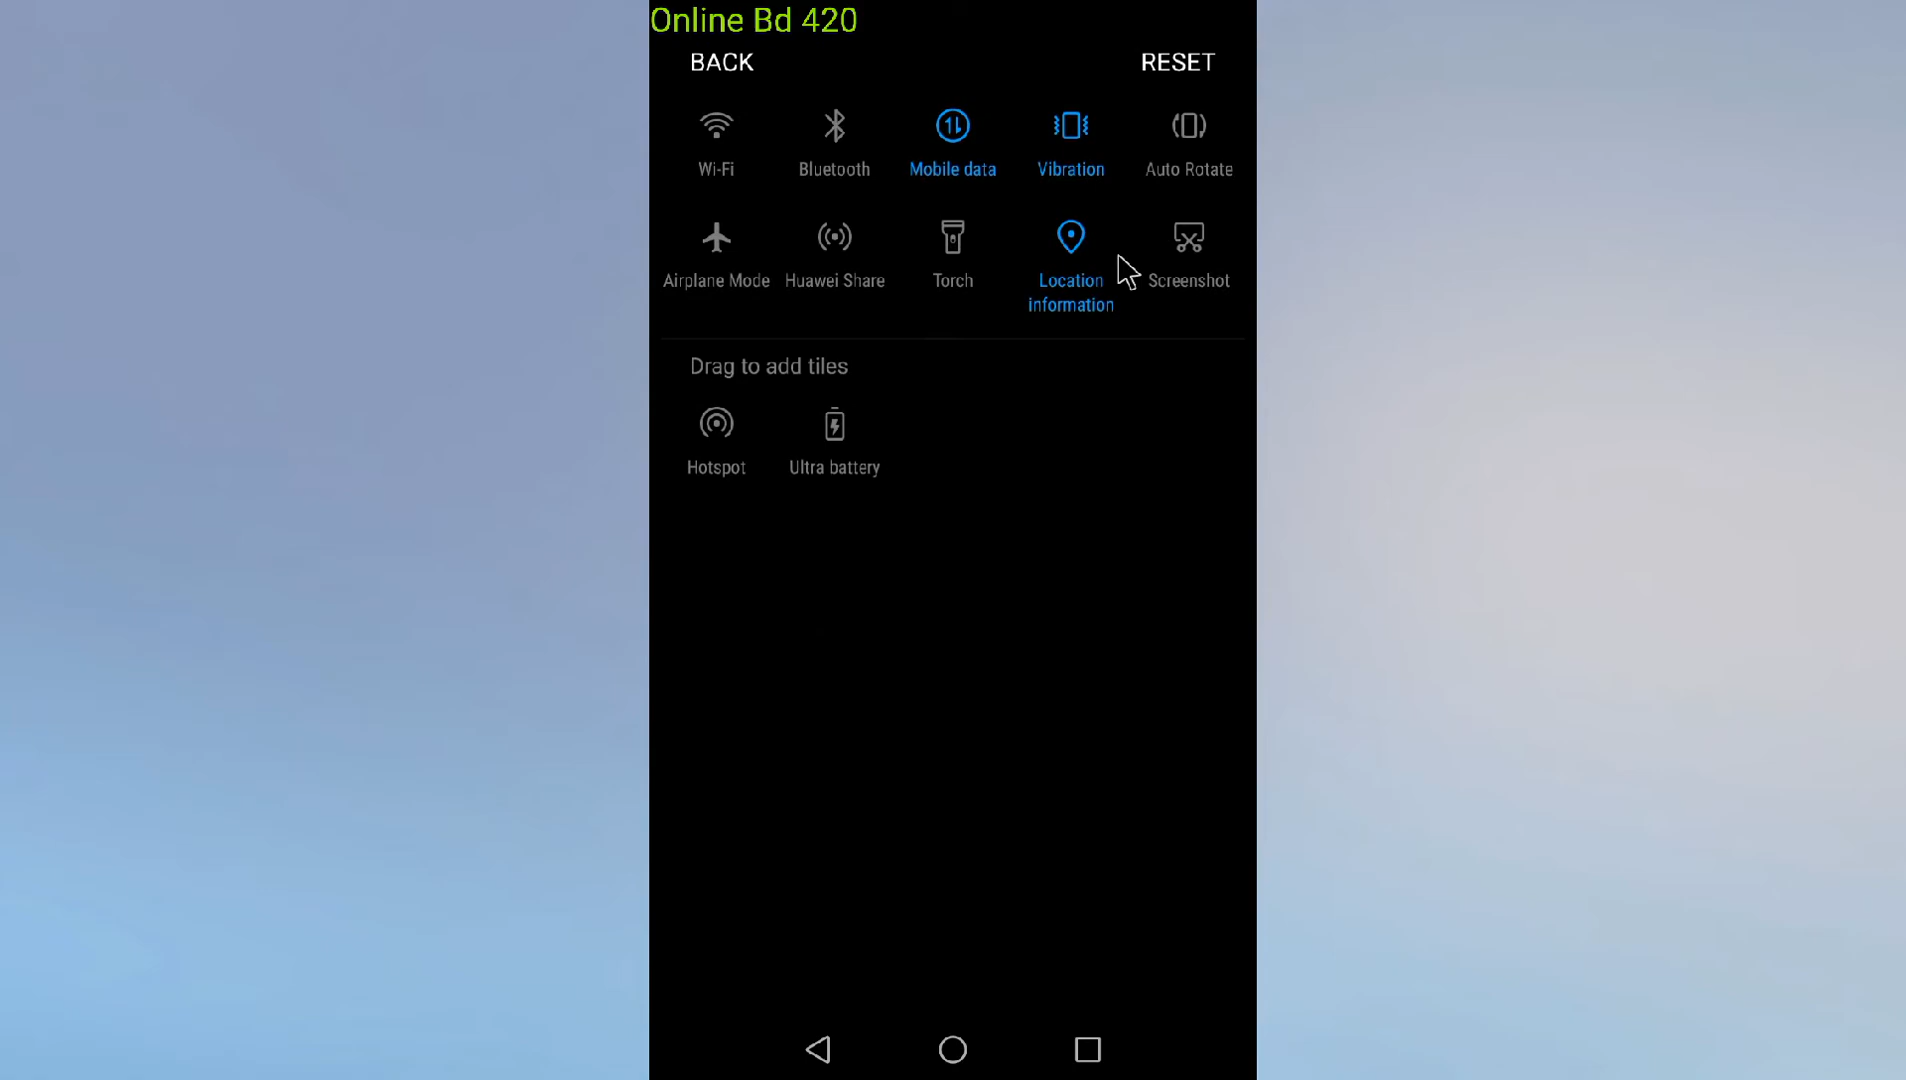 Online Bd 420
BACK RESET
Wi-Fi Bluetooth Mobile data Vibration Auto Rotate
Airplane Mode Huawei Share Torch Location information Screenshot
Drag to add tiles
Hotspot Ultra battery